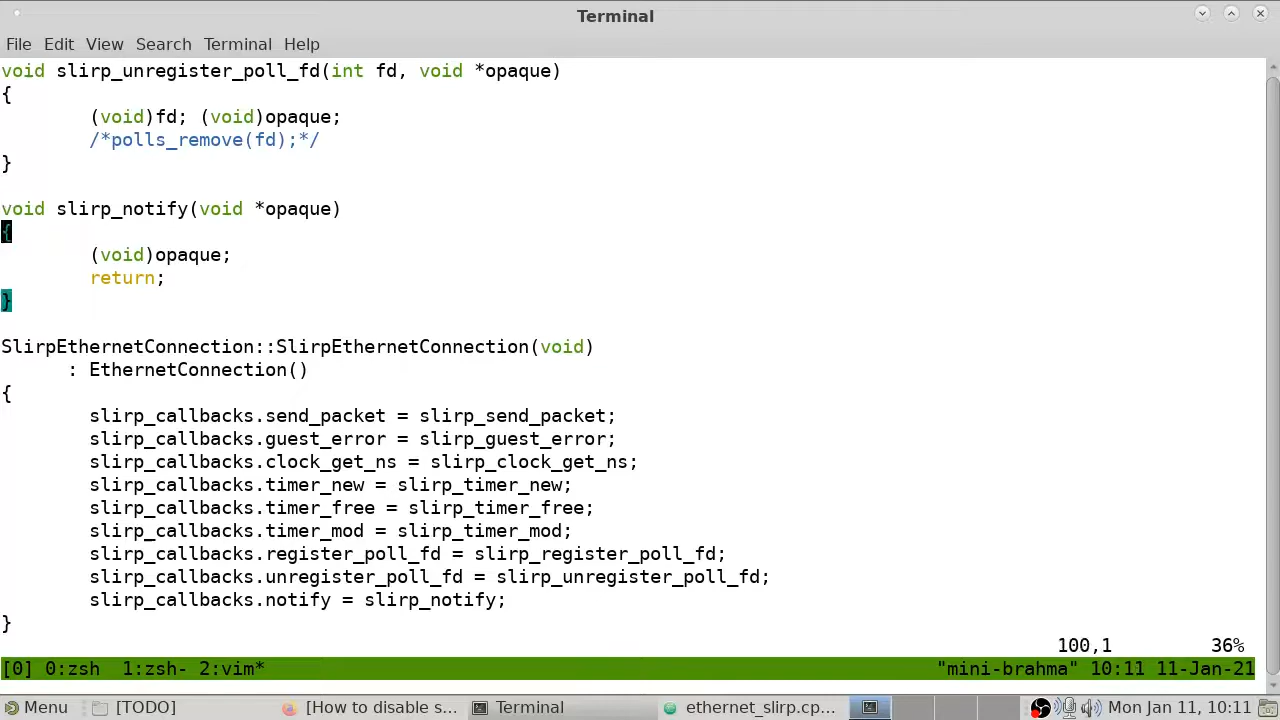 Terminal
File Edit View Search Terminal Help
void slirp_unregister_poll_fd(int fd, void *opaque)
{
        (void)fd; (void)opaque;
        /*polls_remove(fd);*/
}

void slirp_notify(void *opaque)
{
        (void)opaque;
        return;
}

SlirpEthernetConnection::SlirpEthernetConnection(void)
      : EthernetConnection()
{
        slirp_callbacks.send_packet = slirp_send_packet;
        slirp_callbacks.guest_error = slirp_guest_error;
        slirp_callbacks.clock_get_ns = slirp_clock_get_ns;
        slirp_callbacks.timer_new = slirp_timer_new;
        slirp_callbacks.timer_free = slirp_timer_free;
        slirp_callbacks.timer_mod = slirp_timer_mod;
        slirp_callbacks.register_poll_fd = slirp_register_poll_fd;
        slirp_callbacks.unregister_poll_fd = slirp_unregister_poll_fd;
        slirp_callbacks.notify = slirp_notify;
}
100,1 36%
[0] 0:zsh 1:zsh- 2:vim* "mini-brahma" 10:11 11-Jan-21
Menu [TODO] [How to disable s... Terminal ethernet_slirp.cp... Mon Jan 11, 10:11